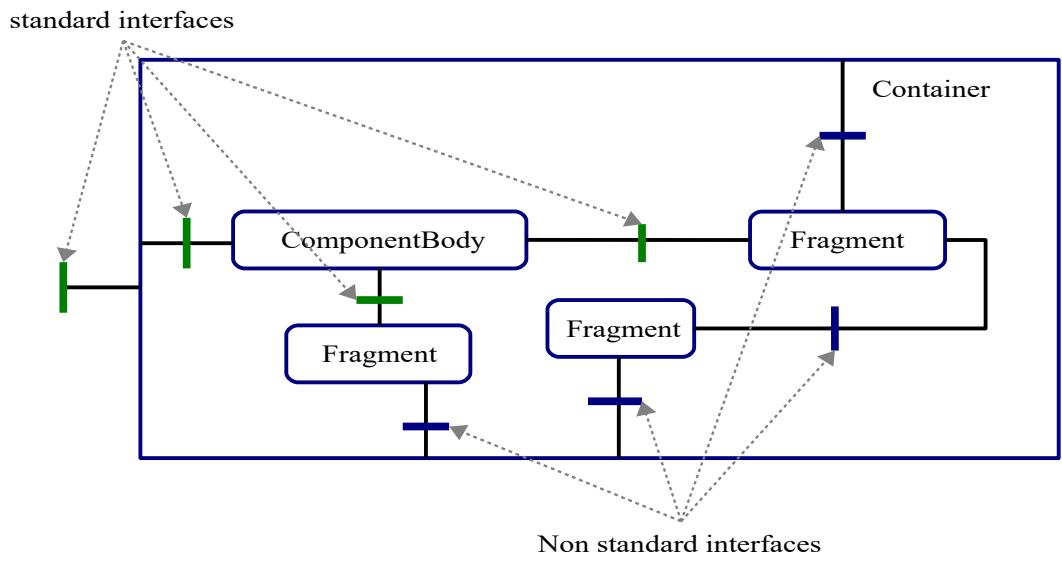 standard interfaces
Container
ComponentBody
Fragment
Fragment
Fragment
Non standard interfaces